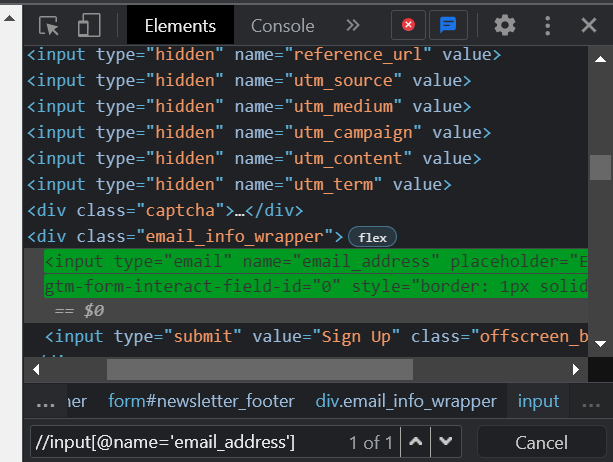 Elements Console »
<input type="hidden" name="reference_url" value>
<input type="hidden" name="utm_source" value>
<input type="hidden" name="utm_medium" value>
<input type="hidden" name="utm_campaign" value>
<input type="hidden" name="utm_content" value>
<input type="hidden" name="utm_term" value>
<div class="captcha">…</div>
<div class="email_info_wrapper"> flex
<input type="email" name="email_address" placeholder="E
gtm-form-interact-field-id="0" style="border: 1px solid
== $0
<input type="submit" value="Sign Up" class="offscreen_b
… ner form#newsletter_footer div.email_info_wrapper input …
//input[@name='email_address'] 1 of 1 Cancel